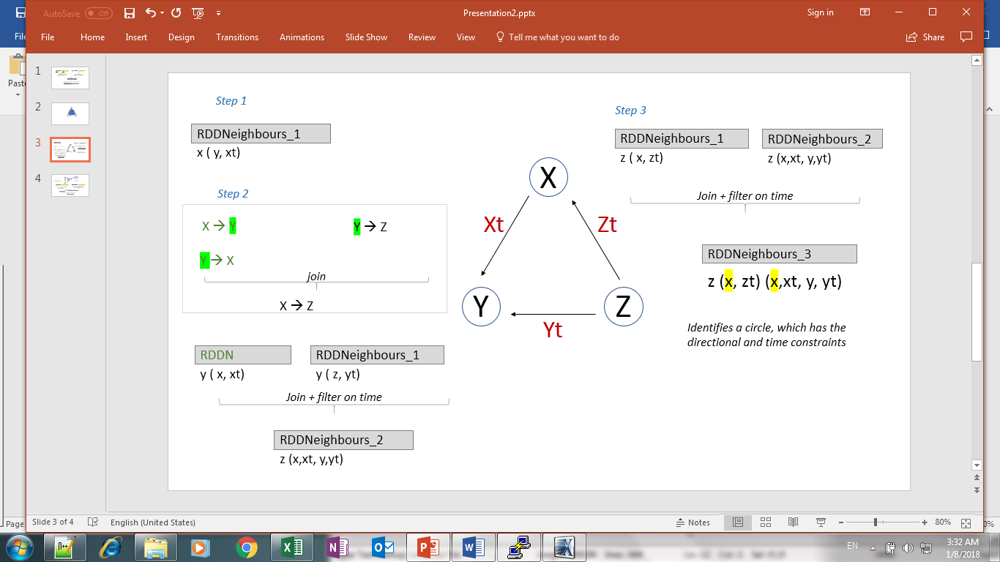 AutoSave Off
Presentation2.pptx
Sign in
File
Home
Insert
Design
Transitions
Animations
Slide Show
Review
View
Tell me what you want to do
Share
Fil
Paste
1
2
3
4
Step 1
RDDNeighbours_1
x ( y, xt)
Step 2
X → Y
Y → Z
Y → X
join
X → Z
RDDN
y ( x, xt)
RDDNeighbours_1
y ( z, yt)
Join + filter on time
RDDNeighbours_2
z (x,xt, y,yt)
X
Xt
Zt
Y
Z
Yt
Step 3
RDDNeighbours_1
z ( x, zt)
RDDNeighbours_2
z (x,xt, y,yt)
Join + filter on time
RDDNeighbours_3
z (x, zt) (x,xt, y, yt)
Identifies a circle, which has the
directional and time constraints
Page
Slide 3 of 4
English (United States)
Notes
80%
0%
N++
EN
3:32 AM
1/8/2018